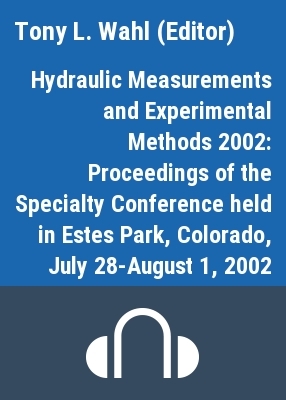 Tony L. Wahl (Editor)
Hydraulic Measurements
and Experimental
Methods 2002:
Proceedings of the
Specialty Conference held
in Estes Park, Colorado,
July 28-August 1, 2002